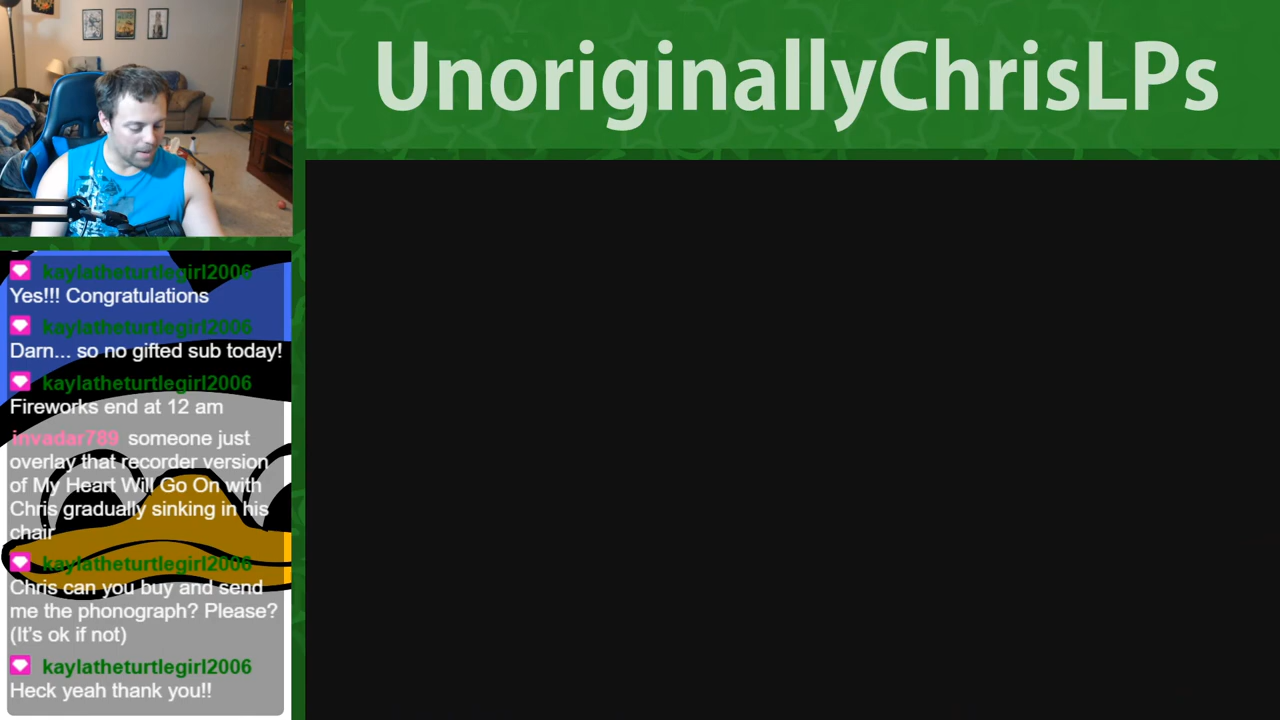 UnoriginallyChrisLPs
kaylatheturtlegirl2006
Yes!!! Congratulations
kaylatheturtlegirl2006
Darn... so no gifted sub today!
kaylatheturtlegirl2006
Fireworks end at 12 am
invadar789 someone just
overlay that recorder version
of My Heart Will Go On with
Chris gradually sinking in his
chair
kaylatheturtlegirl2006
Chris can you buy and send
me the phonograph? Please?
(It's ok if not)
kaylatheturtlegirl2006
Heck yeah thank you!!